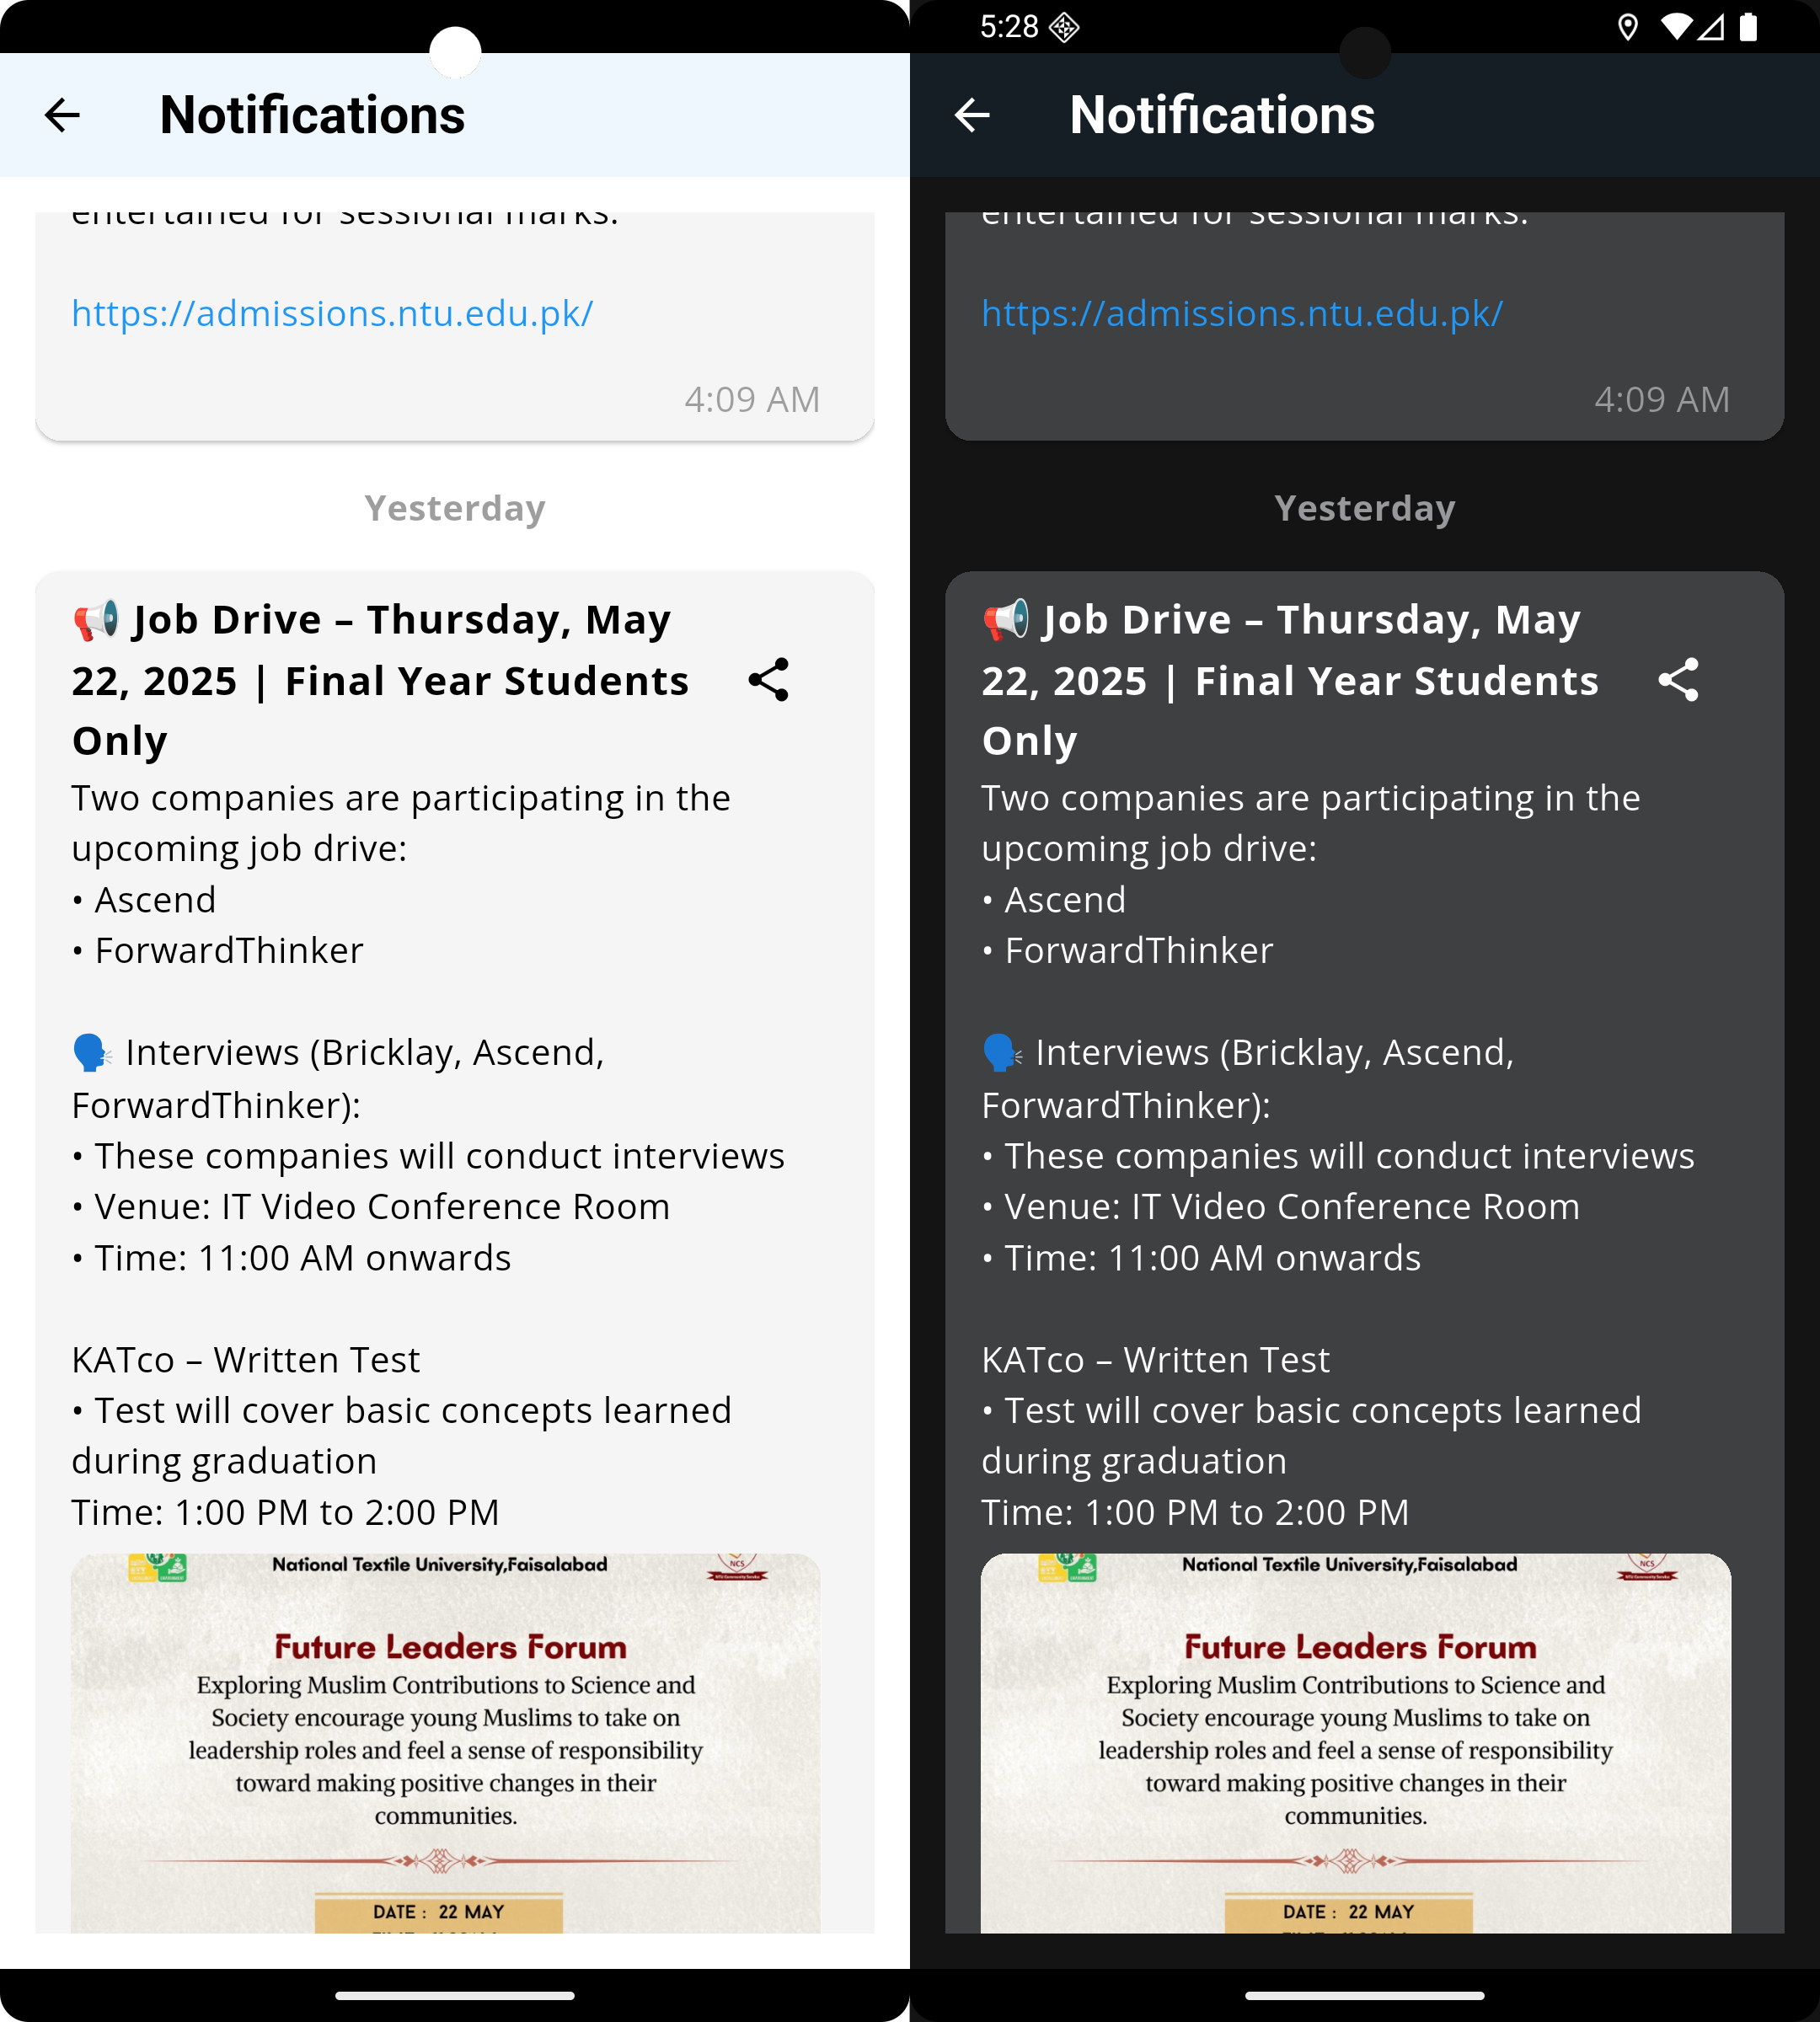 Notifications
entertained for sessional marks.
https://admissions.ntu.edu.pk/
4:09 AM
Yesterday
📢 Job Drive – Thursday, May
22, 2025 | Final Year Students
Only
Two companies are participating in the
upcoming job drive:
• Ascend
• ForwardThinker
🗣️ Interviews (Bricklay, Ascend,
ForwardThinker):
• These companies will conduct interviews
• Venue: IT Video Conference Room
• Time: 11:00 AM onwards
KATco – Written Test
• Test will cover basic concepts learned
during graduation
Time: 1:00 PM to 2:00 PM
National Textile University,Faisalabad
NCS
Future Leaders Forum
Exploring Muslim Contributions to Science and
Society encourage young Muslims to take on
leadership roles and feel a sense of responsibility
toward making positive changes in their
communities.
DATE : 22 MAY
5:28
Notifications
entertained for sessional marks.
https://admissions.ntu.edu.pk/
4:09 AM
Yesterday
📢 Job Drive – Thursday, May
22, 2025 | Final Year Students
Only
Two companies are participating in the
upcoming job drive:
• Ascend
• ForwardThinker
🗣️ Interviews (Bricklay, Ascend,
ForwardThinker):
• These companies will conduct interviews
• Venue: IT Video Conference Room
• Time: 11:00 AM onwards
KATco – Written Test
• Test will cover basic concepts learned
during graduation
Time: 1:00 PM to 2:00 PM
National Textile University,Faisalabad
NCS
Future Leaders Forum
Exploring Muslim Contributions to Science and
Society encourage young Muslims to take on
leadership roles and feel a sense of responsibility
toward making positive changes in their
communities.
DATE : 22 MAY